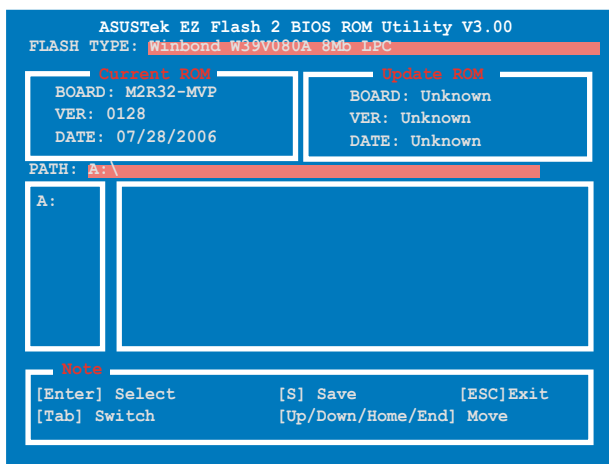 ASUSTek EZ Flash 2 BIOS ROM Utility V3.00
FLASH TYPE: Winbond W39V080A 8Mb LPC
Current ROM
BOARD: M2R32-MVP
VER: 0128
DATE: 07/28/2006
Update ROM
BOARD: Unknown
VER: Unknown
DATE: Unknown
PATH: A:\
A:
Note
[Enter] Select [S] Save [ESC]Exit
[Tab] Switch [Up/Down/Home/End] Move